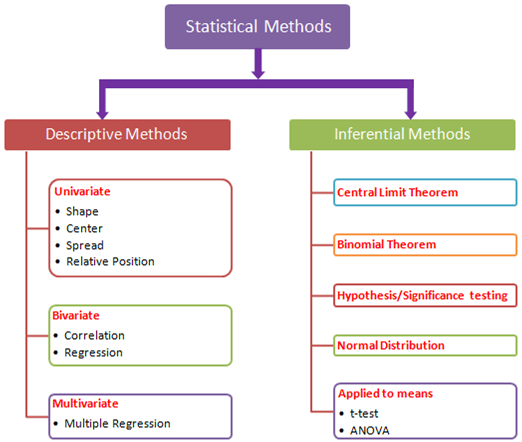 Statistical Methods
Descriptive Methods
Univariate
• Shape
• Center
• Spread
• Relative Position
Bivariate
• Correlation
• Regression
Multivariate
• Multiple Regression
Inferential Methods
Central Limit Theorem
Binomial Theorem
Hypothesis/Significance testing
Normal Distribution
Applied to means
• t-test
• ANOVA